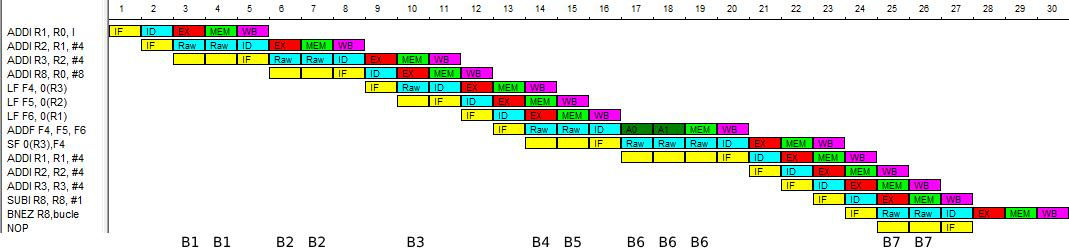 1 2 3 4 5 6 7 8 9 10 11 12 13 14 15 16 17 18 19 20 21 22 23 24 25 26 27 28 29 30
ADDI R1, R0, I IF ID EX MEM WB
ADDI R2, R1, #4 IF Raw Raw ID EX MEM WB
ADDI R3, R2, #4 IF Raw Raw ID EX MEM WB
ADDI R8, R0, #8 IF ID EX MEM WB
LF F4, 0(R3) IF Raw ID EX MEM WB
LF F5, 0(R2) IF ID EX MEM WB
LF F6, 0(R1) IF ID EX MEM WB
ADDF F4, F5, F6 IF Raw Raw ID A0 A1 MEM WB
SF 0(R3),F4 IF Raw Raw Raw ID EX MEM WB
ADDI R1, R1, #4 IF ID EX MEM WB
ADDI R2, R2, #4 IF ID EX MEM WB
ADDI R3, R3, #4 IF ID EX MEM WB
SUBI R8, R8, #1 IF ID EX MEM WB
BNEZ R8,bucle IF Raw Raw ID EX MEM WB
NOP IF
B1 B1 B2 B2 B3 B4 B5 B6 B6 B6 B7 B7